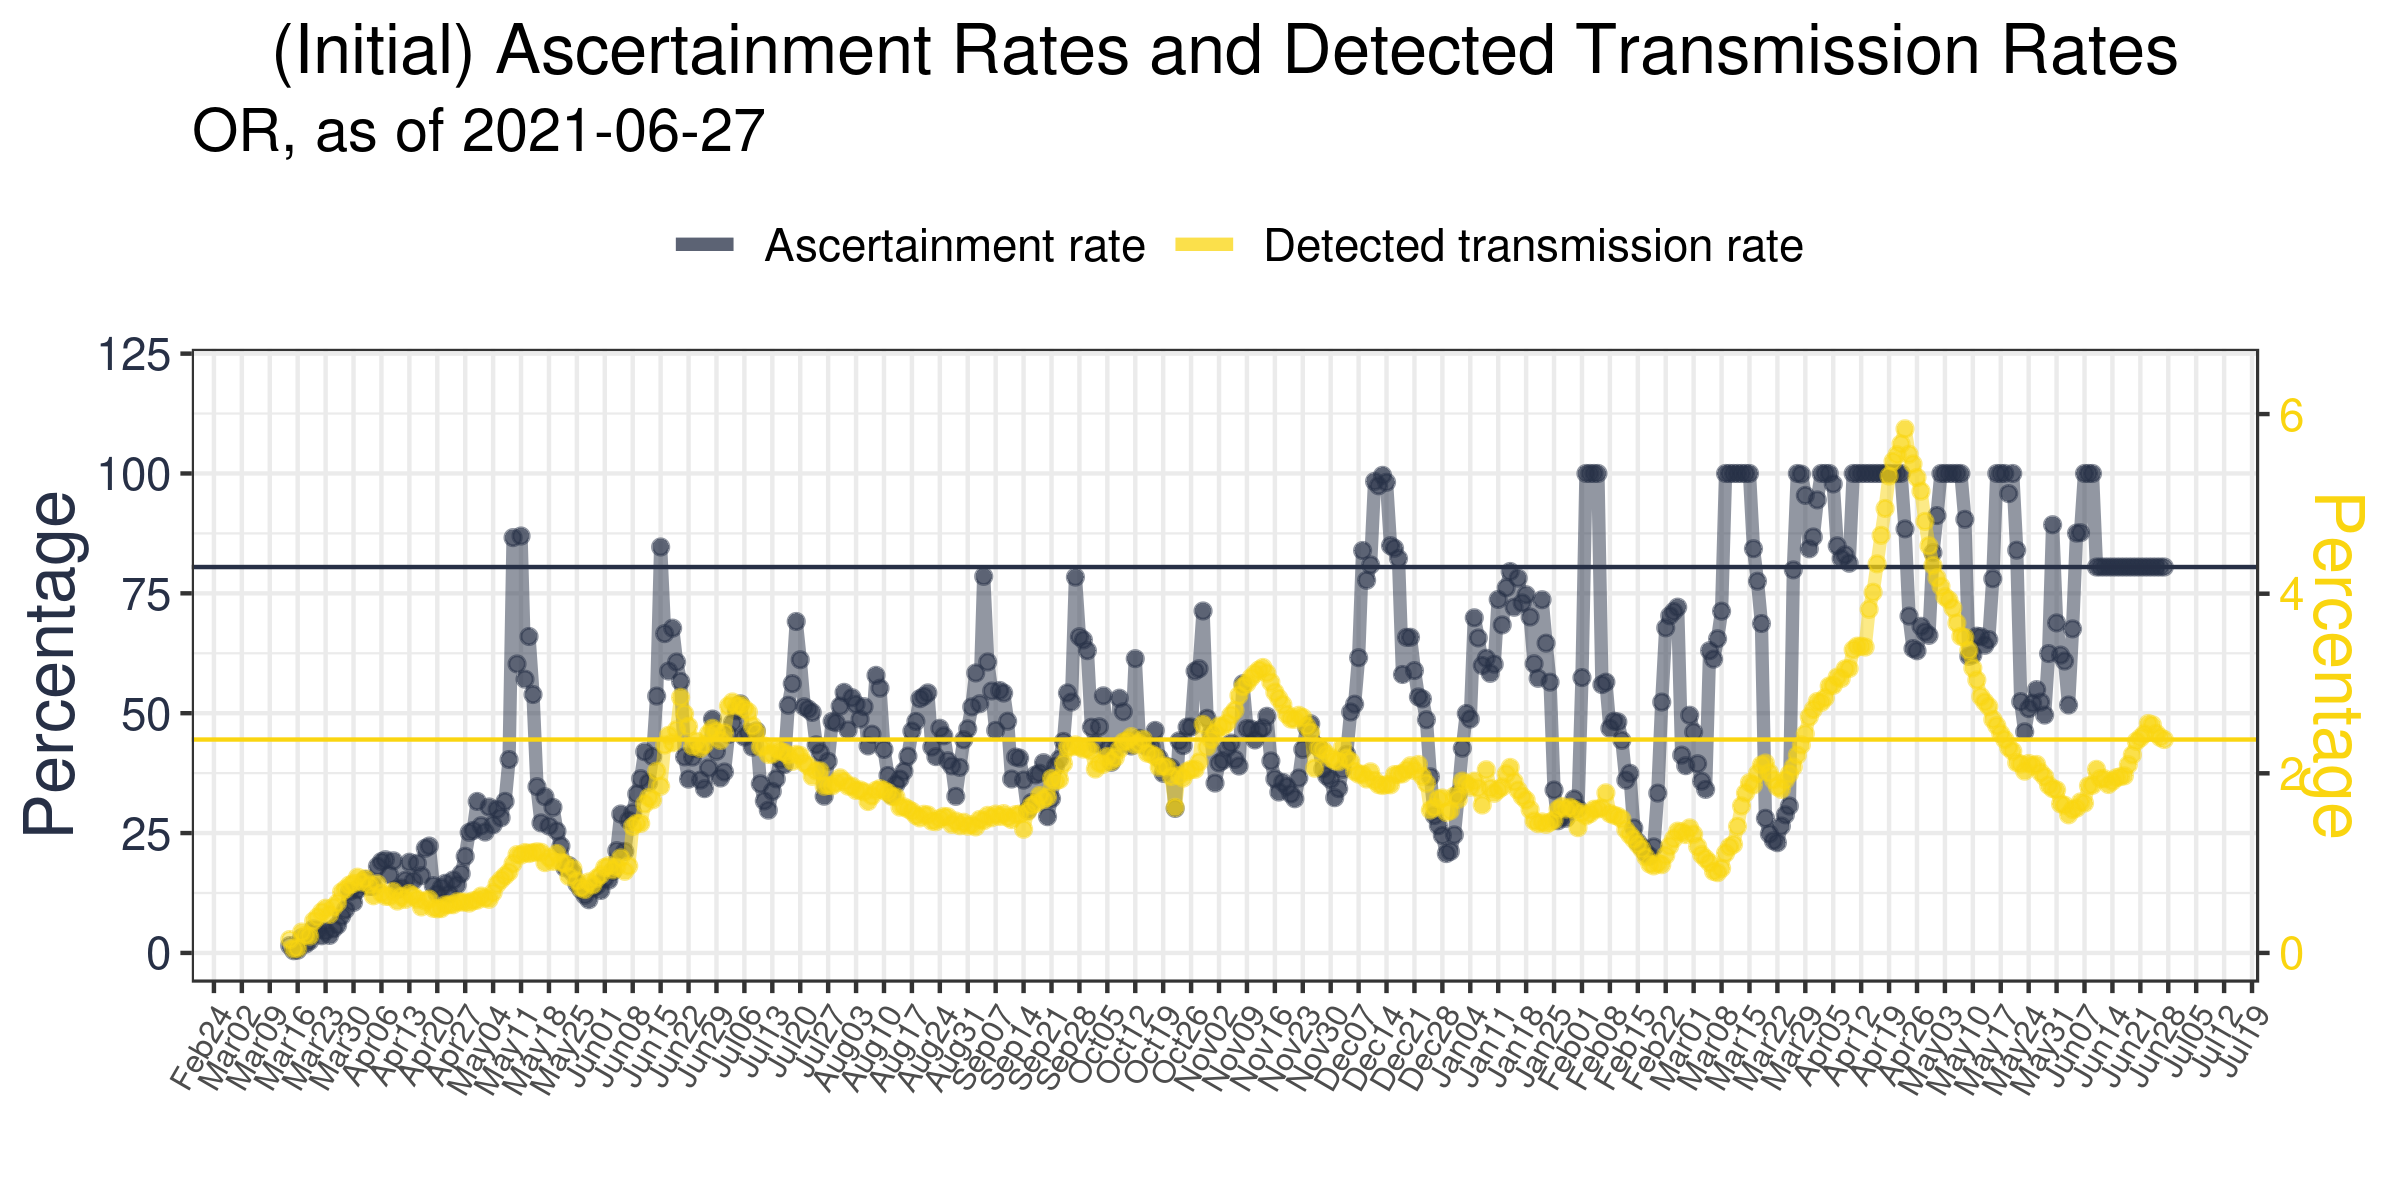 (Initial) Ascertainment Rates and Detected Transmission Rates
OR, as of 2021-06-27
Ascertainment rate
Detected transmission rate
Percentage
125
100
75
50
25
0
6
4
2
0
Percentage
Feb24
Mar02
Mar09
Mar16
Mar23
Mar30
Apr06
Apr13
Apr20
Apr27
May04
May11
May18
May25
Jun01
Jun08
Jun15
Jun22
Jun29
Jul06
Jul13
Jul20
Jul27
Aug03
Aug10
Aug17
Aug24
Aug31
Sep07
Sep14
Sep21
Sep28
Oct05
Oct12
Oct19
Oct26
Nov02
Nov09
Nov16
Nov23
Nov30
Dec07
Dec14
Dec21
Dec28
Jan04
Jan11
Jan18
Jan25
Feb01
Feb08
Feb15
Feb22
Mar01
Mar08
Mar15
Mar22
Mar29
Apr05
Apr12
Apr19
Apr26
May03
May10
May17
May24
May31
Jun07
Jun14
Jun21
Jun28
Jul05
Jul12
Jul19